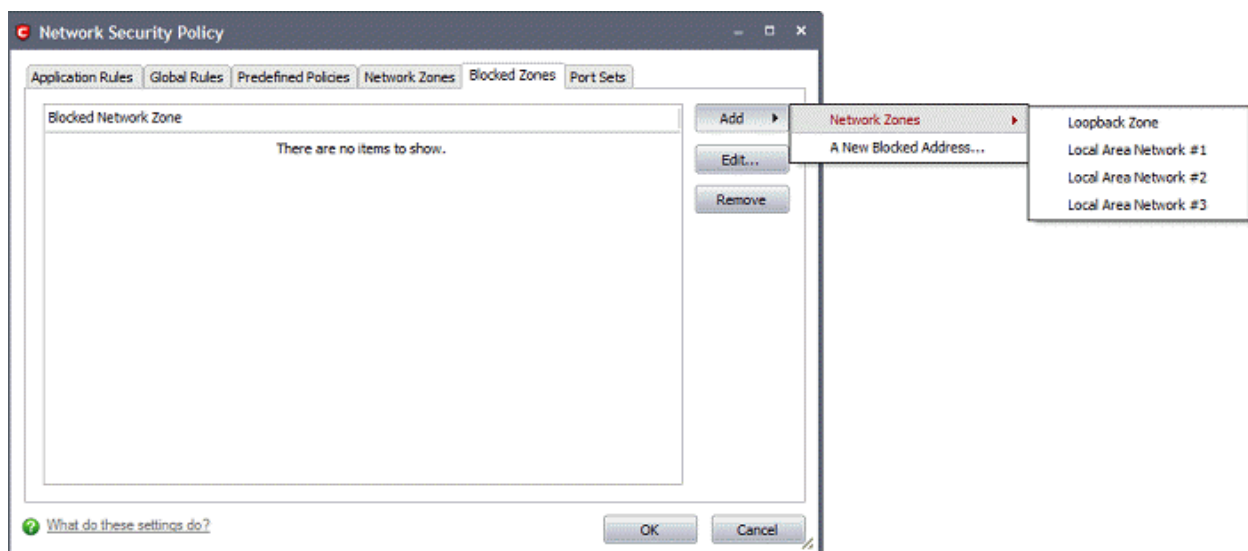 Network Security Policy
Application Rules Global Rules Predefined Policies Network Zones Blocked Zones Port Sets
Blocked Network Zone
There are no items to show.
Add
Edit...
Remove
Network Zones
A New Blocked Address...
Loopback Zone
Local Area Network #1
Local Area Network #2
Local Area Network #3
What do these settings do?
OK Cancel